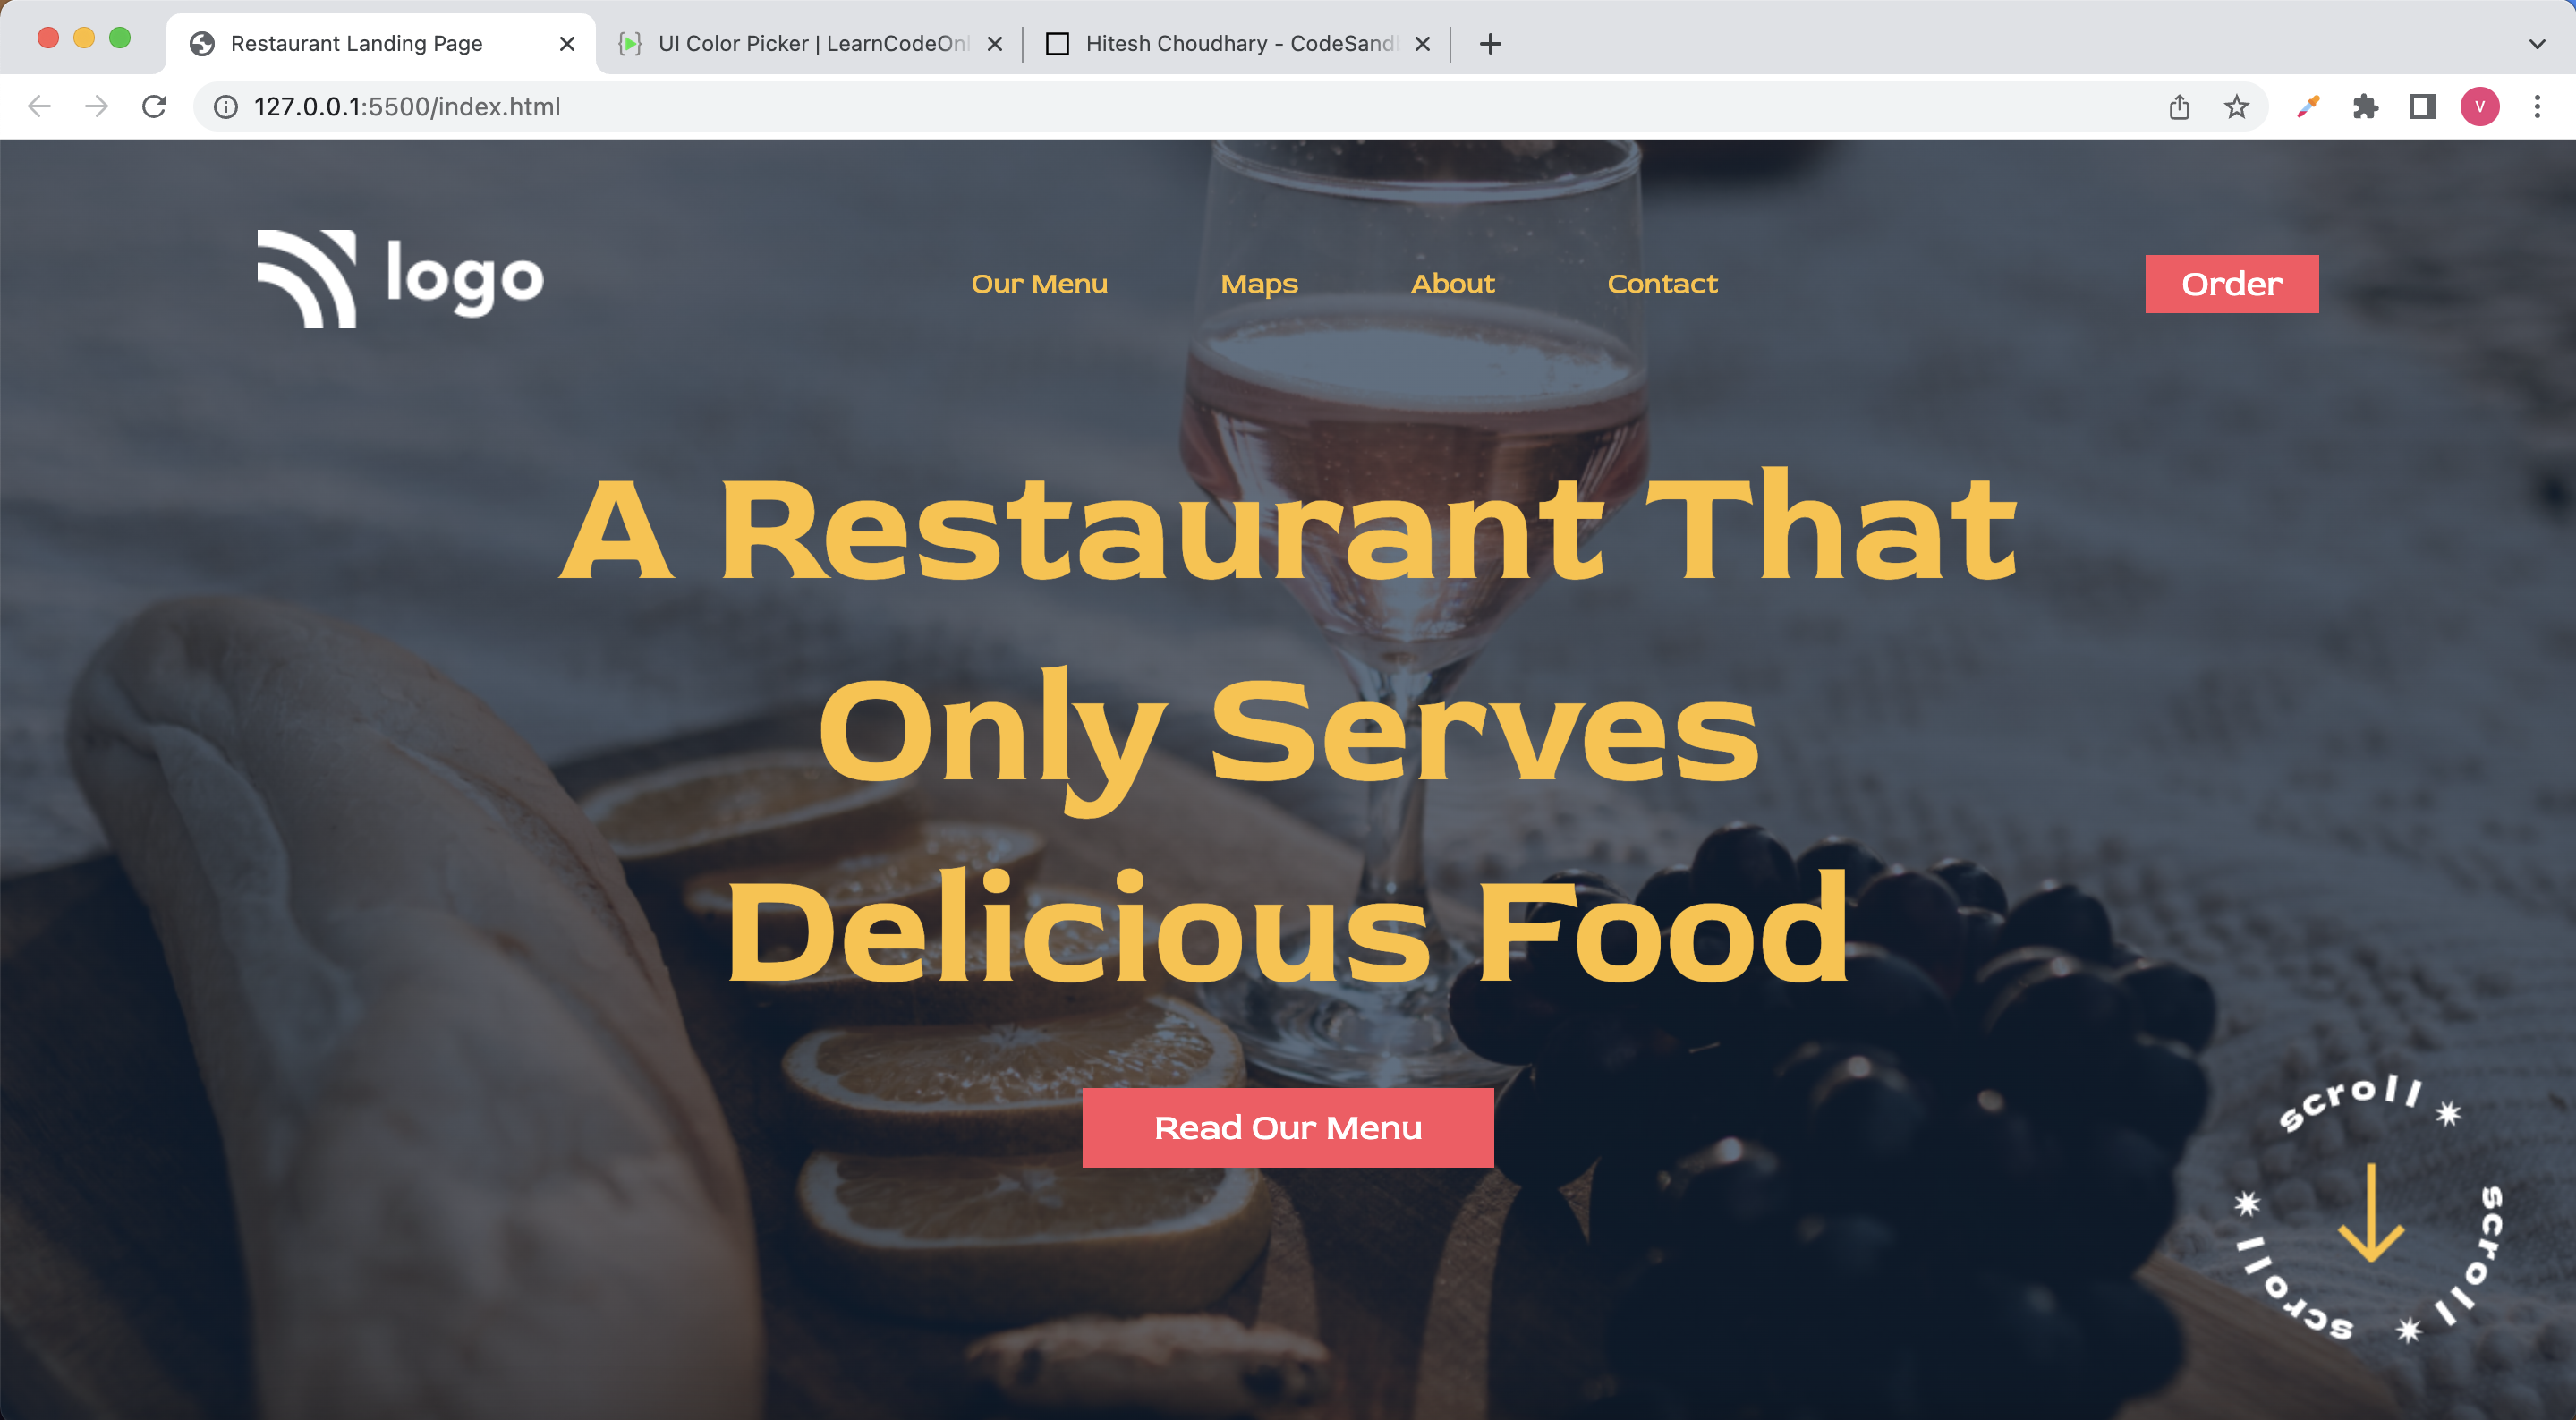 Restaurant Landing Page
UI Color Picker | LearnCodeOnl
Hitesh Choudhary - CodeSand
127.0.0.1:5500/index.html
V
logo
Our Menu
Maps
About
Contact
Order
A Restaurant That
Only Serves
Delicious Food
Read Our Menu
scroll
scroll
scroll